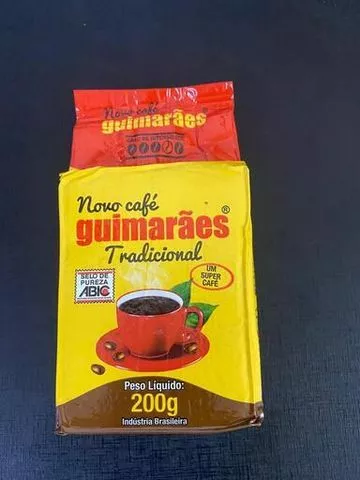 Novo café
guimarães
Novo café
guimarães®
Tradicional
SELO DE
PUREZA
ABIC
UM
SUPER
CAFÉ
Peso Líquido:
200g
Indústria Brasileira